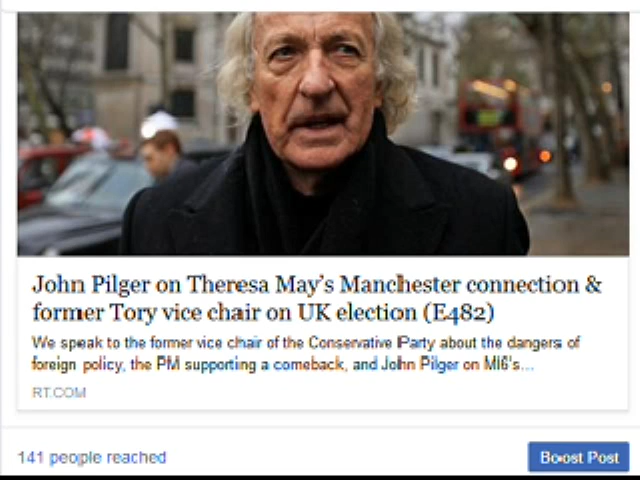 John Pilger on Theresa May's Manchester connection &
former Tory vice chair on UK election (E482)
We speak to the former vice chair of the Conservative Party about the dangers of
foreign policy, the PM supporting a comeback, and John Pilger on MI6's...
RT.COM
141 people reached
Boost Post